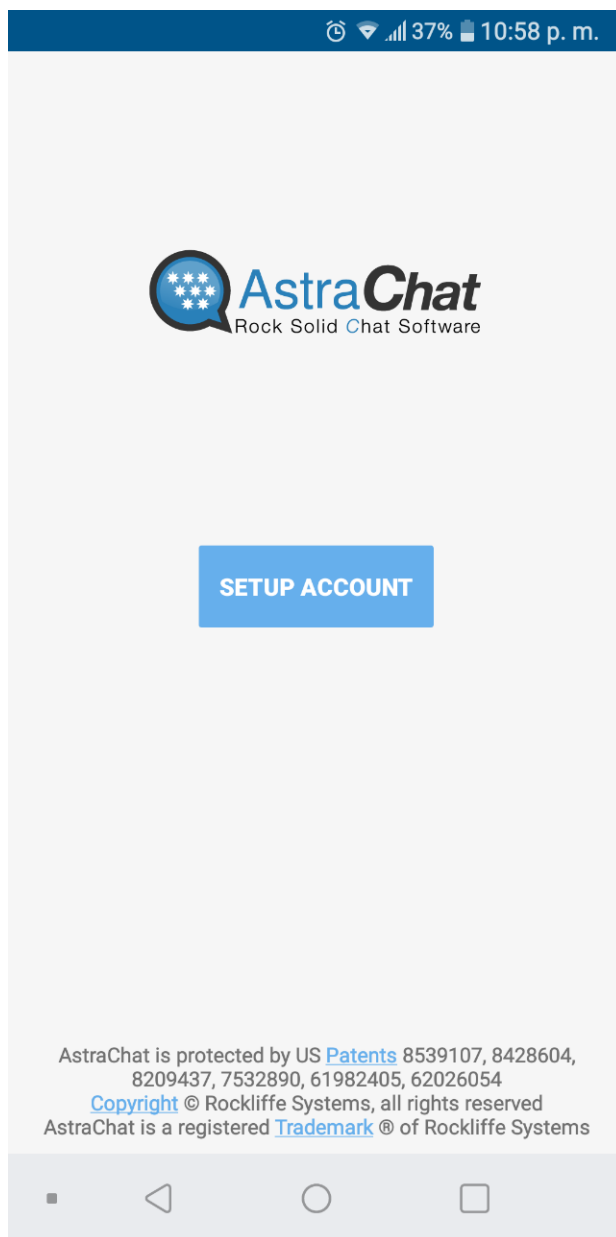 37% 10:58 p. m.
AstraChat
Rock Solid Chat Software
SETUP ACCOUNT
AstraChat is protected by US Patents 8539107, 8428604,
8209437, 7532890, 61982405, 62026054
Copyright © Rockliffe Systems, all rights reserved
AstraChat is a registered Trademark ® of Rockliffe Systems